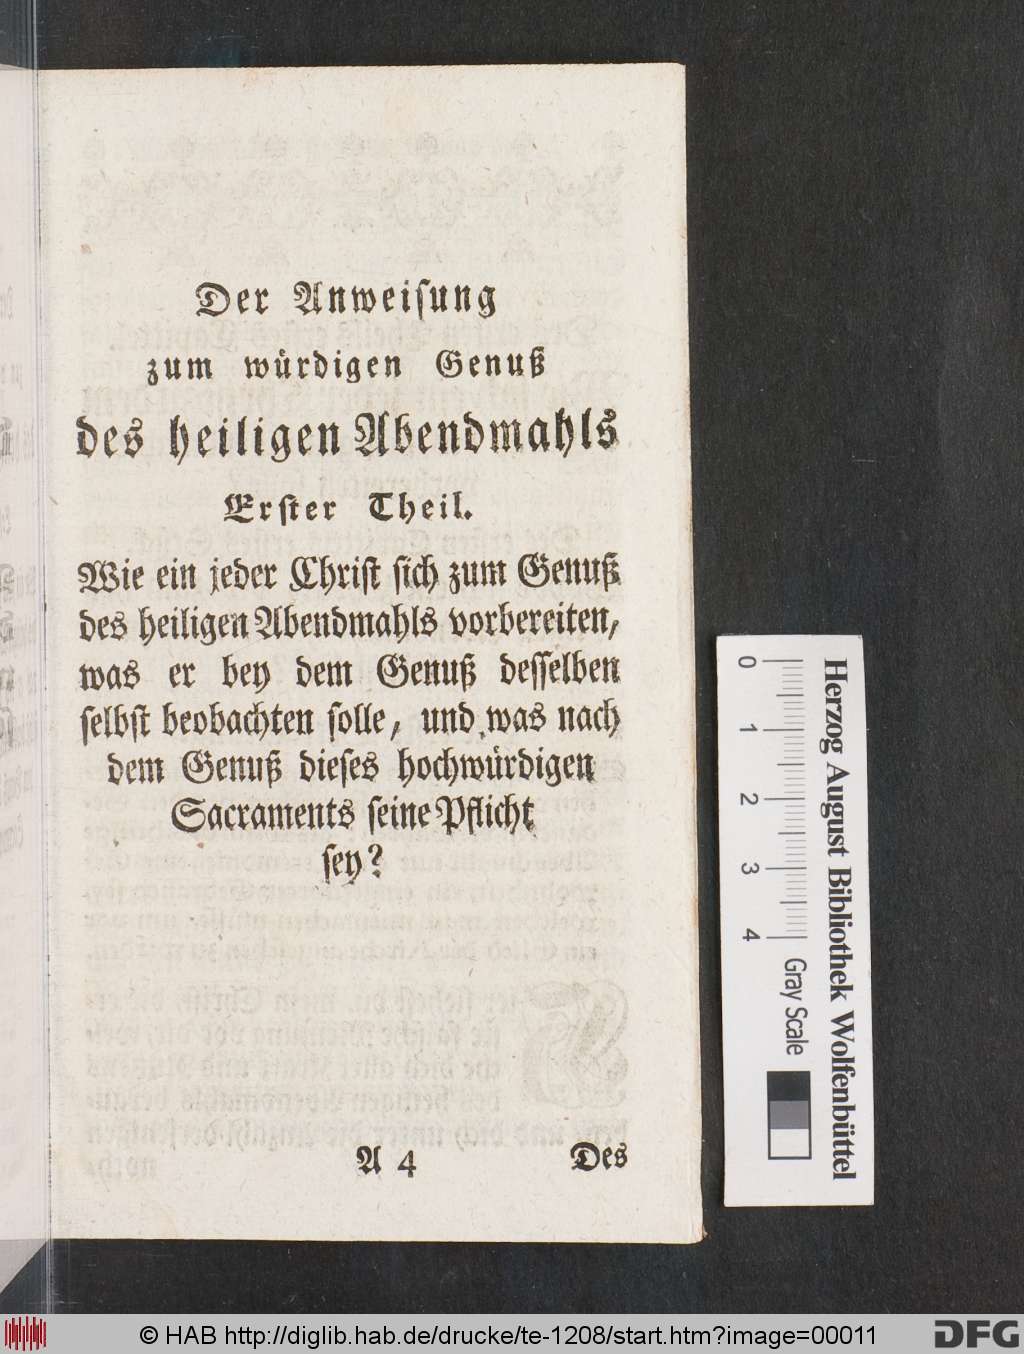 Der Anweiſung
zum würdigen Genuß
des heiligen Abendmahls
Erſter Theil.
Wie ein jeder Chriſt ſich zum Genuß
des heiligen Abendmahls vorbereiten,
was er bey dem Genuß deſſelben
ſelbſt beobachten ſolle, und was nach
dem Genuß dieſes hochwürdigen
Sacraments ſeine Pflicht
ſey?
A 4 Des
0 1 2 3 4 Gray Scale
Herzog August Bibliothek Wolfenbüttel
© HAB http://diglib.hab.de/drucke/te-1208/start.htm?image=00011
DFG